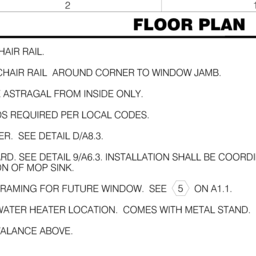 2
FLOOR PLAN
HAIR RAIL.
CHAIR RAIL AROUND CORNER TO WINDOW JAMB.
ASTRAGAL FROM INSIDE ONLY.
REQUIRED PER LOCAL CODES.
ER. SEE DETAIL D/A8.3.
RD. SEE DETAIL 9/A6.3. INSTALLATION SHALL BE COORDI
ON OF MOP SINK.
RAMING FOR FUTURE WINDOW. SEE 5 ON A1.1.
WATER HEATER LOCATION. COMES WITH METAL STAND.
ALANCE ABOVE.